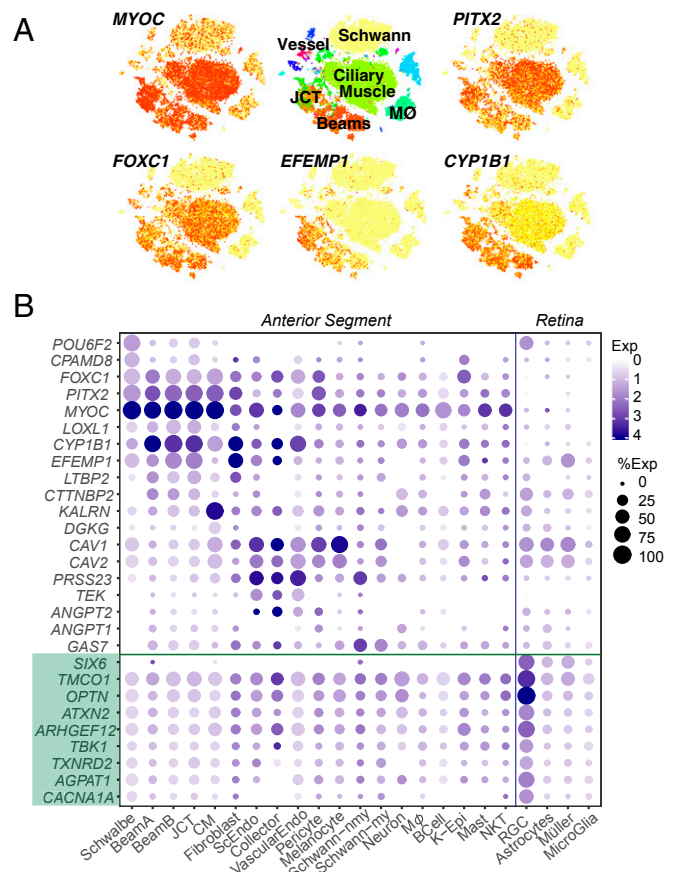 A
MYOC
Vessel
Schwann
Ciliary
Muscle
JCT
MØ
Beams
PITX2
FOXC1
EFEMP1
CYP1B1
B
Anterior Segment
Retina
POU6F2
CPAMD8
FOXC1
PITX2
MYOC
LOXL1
CYP1B1
EFEMP1
LTBP2
CTTNBP2
KALRN
DGKG
CAV1
CAV2
PRSS23
TEK
ANGPT2
ANGPT1
GAS7
SIX6
TMCO1
OPTN
ATXN2
ARHGEF12
TBK1
TXNRD2
AGPAT1
CACNA1A
Exp
0
1
2
3
4
%Exp
0
25
50
75
100
Schwalbe
BeamA
BeamB
JCT
CM
Fibroblast
ScEndo
Collector
VascularEndo
Pericyte
Melanocyte
Schwann-nmy
Schwann-my
Neuron
MΦ
BCell
K-Epi
Mast
NKT
RGC
Astrocytes
Müller
MicroGlia